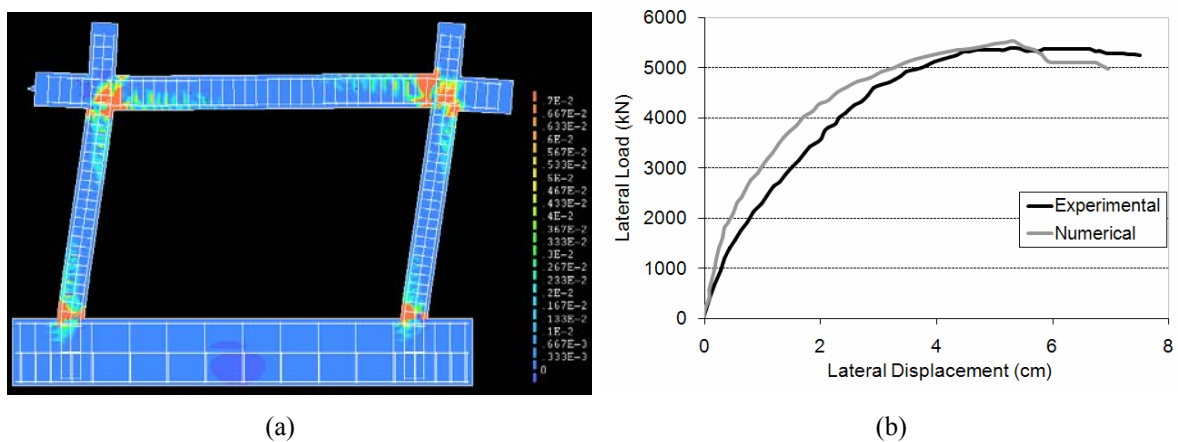 7E-2
.667E-2
.633E-2
6E-2
567E-2
.533E-2
5E-2
467E-2
.433E-2
4E-2
.367E-2
333E-2
.3E-2
267E-2
.233E-2
.2E-2
.167E-2
133E-2
1E-2
.667E-3
333E-3
0
6000
5000
4000
3000
2000
1000
0
Lateral Load (kN)
Experimental
Numerical
0 2 4 6 8
Lateral Displacement (cm)
(a) (b)